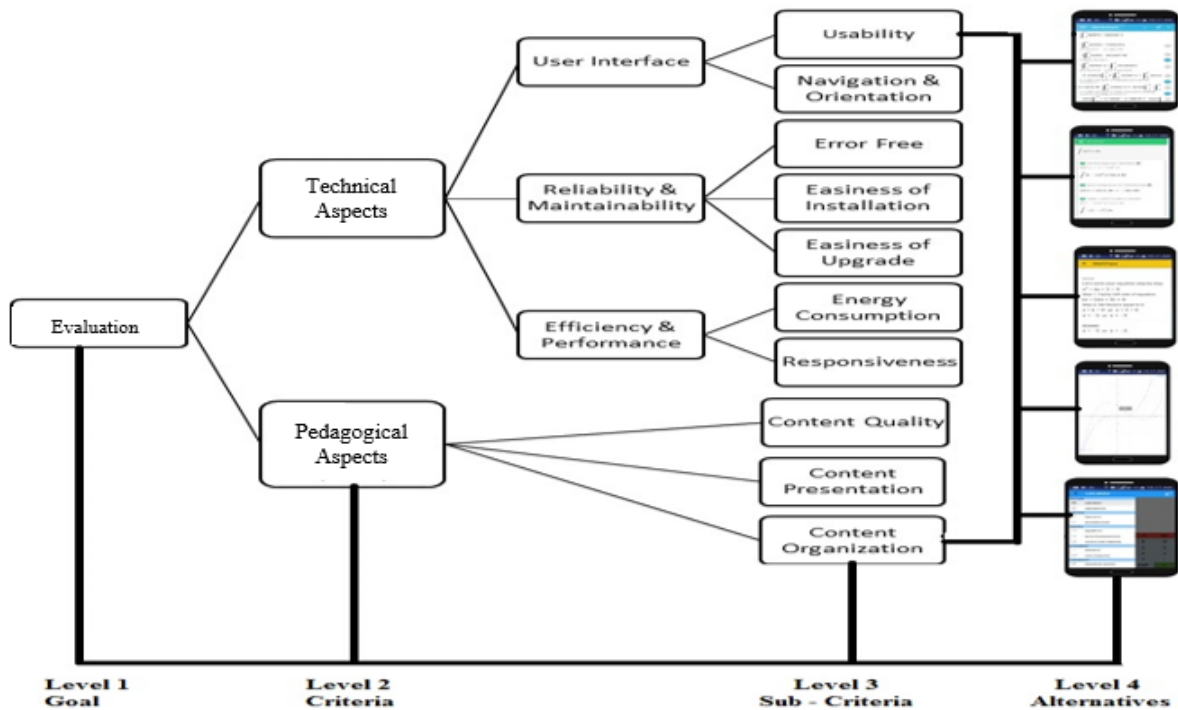 Usability
User Interface
Navigation &
Orientation
Error Free
Technical
Aspects
Reliability &
Maintainability
Easiness of
Installation
Easiness of
Upgrade
Energy
Consumption
Evaluation
Efficiency &
Performance
Responsiveness
Content Quality
Pedagogical
Aspects
Content
Presentation
Content
Organization
Level 1
Goal
Level 2
Criteria
Level 3
Sub - Criteria
Level 4
Alternatives